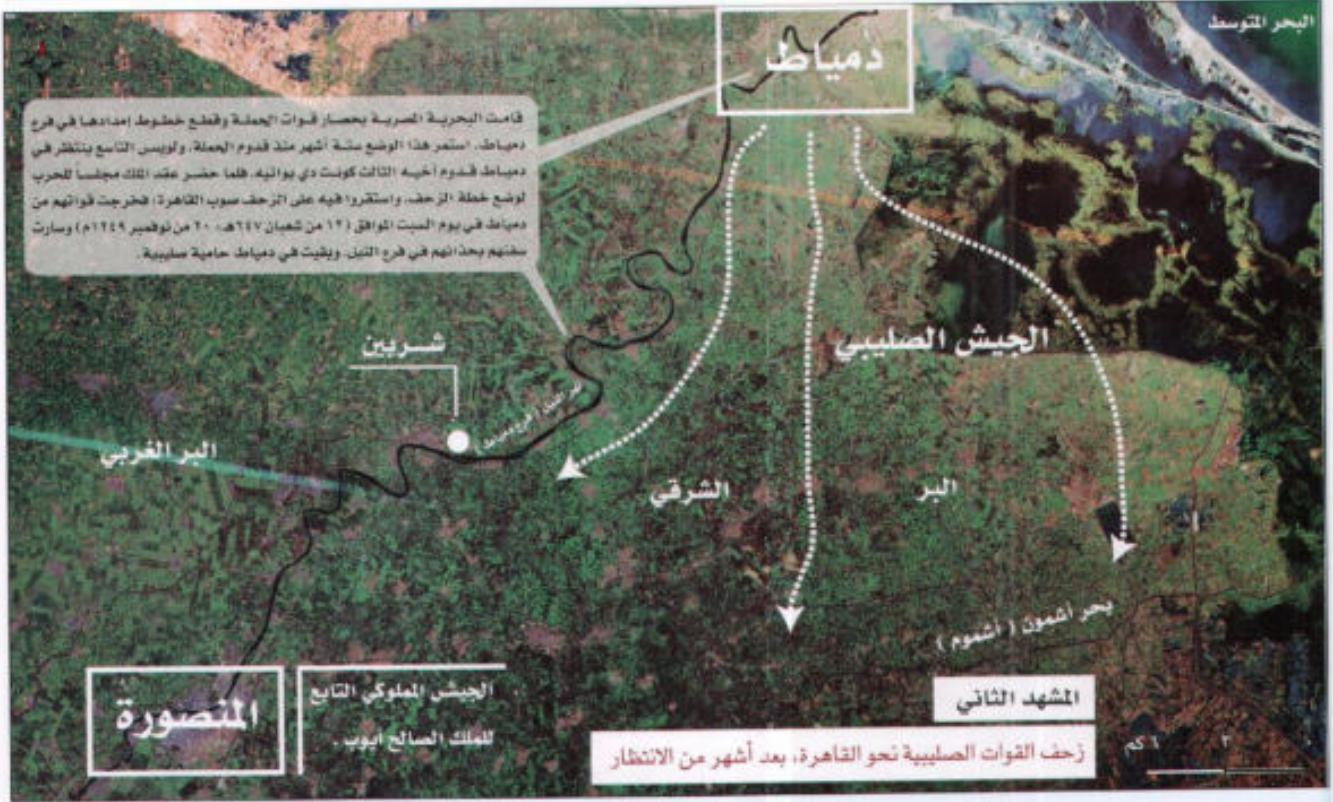 البحر المتوسط
دمياط
قامت البحرية المصرية بحصار قوات الحملة وقطع خطوط إمدادها في فرع
دمياط. استمر هذا الوضع ستة أشهر منذ قدوم الحملة، ولويس التاسع ينتظر في
دمياط قدوم أخيه الثالث كونت دي بواتيه. فلما حضر عقد الملك مجلساً للحرب
لوضع خطة الزحف، واستقروا فيه على الزحف صوب القاهرة؛ فخرجت قواتهم من
دمياط في يوم السبت الموافق (١٢ من شعبان ٦٤٧هـ، ٢٠ من نوفمبر ١٢٤٩م) وسارت
سفنهم بحذائهم في فرع النيل. وبقيت في دمياط حامية صليبية.
الجيش الصليبي
شربين
البر الغربي
البر
الشرقي
بحر أشمون (أشموم)
المنصورة
الجيش المملوكي التابع
للملك الصالح أيوب.
المشهد الثاني
زحف القوات الصليبية نحو القاهرة، بعد أشهر من الانتظار
٢
٦ كم